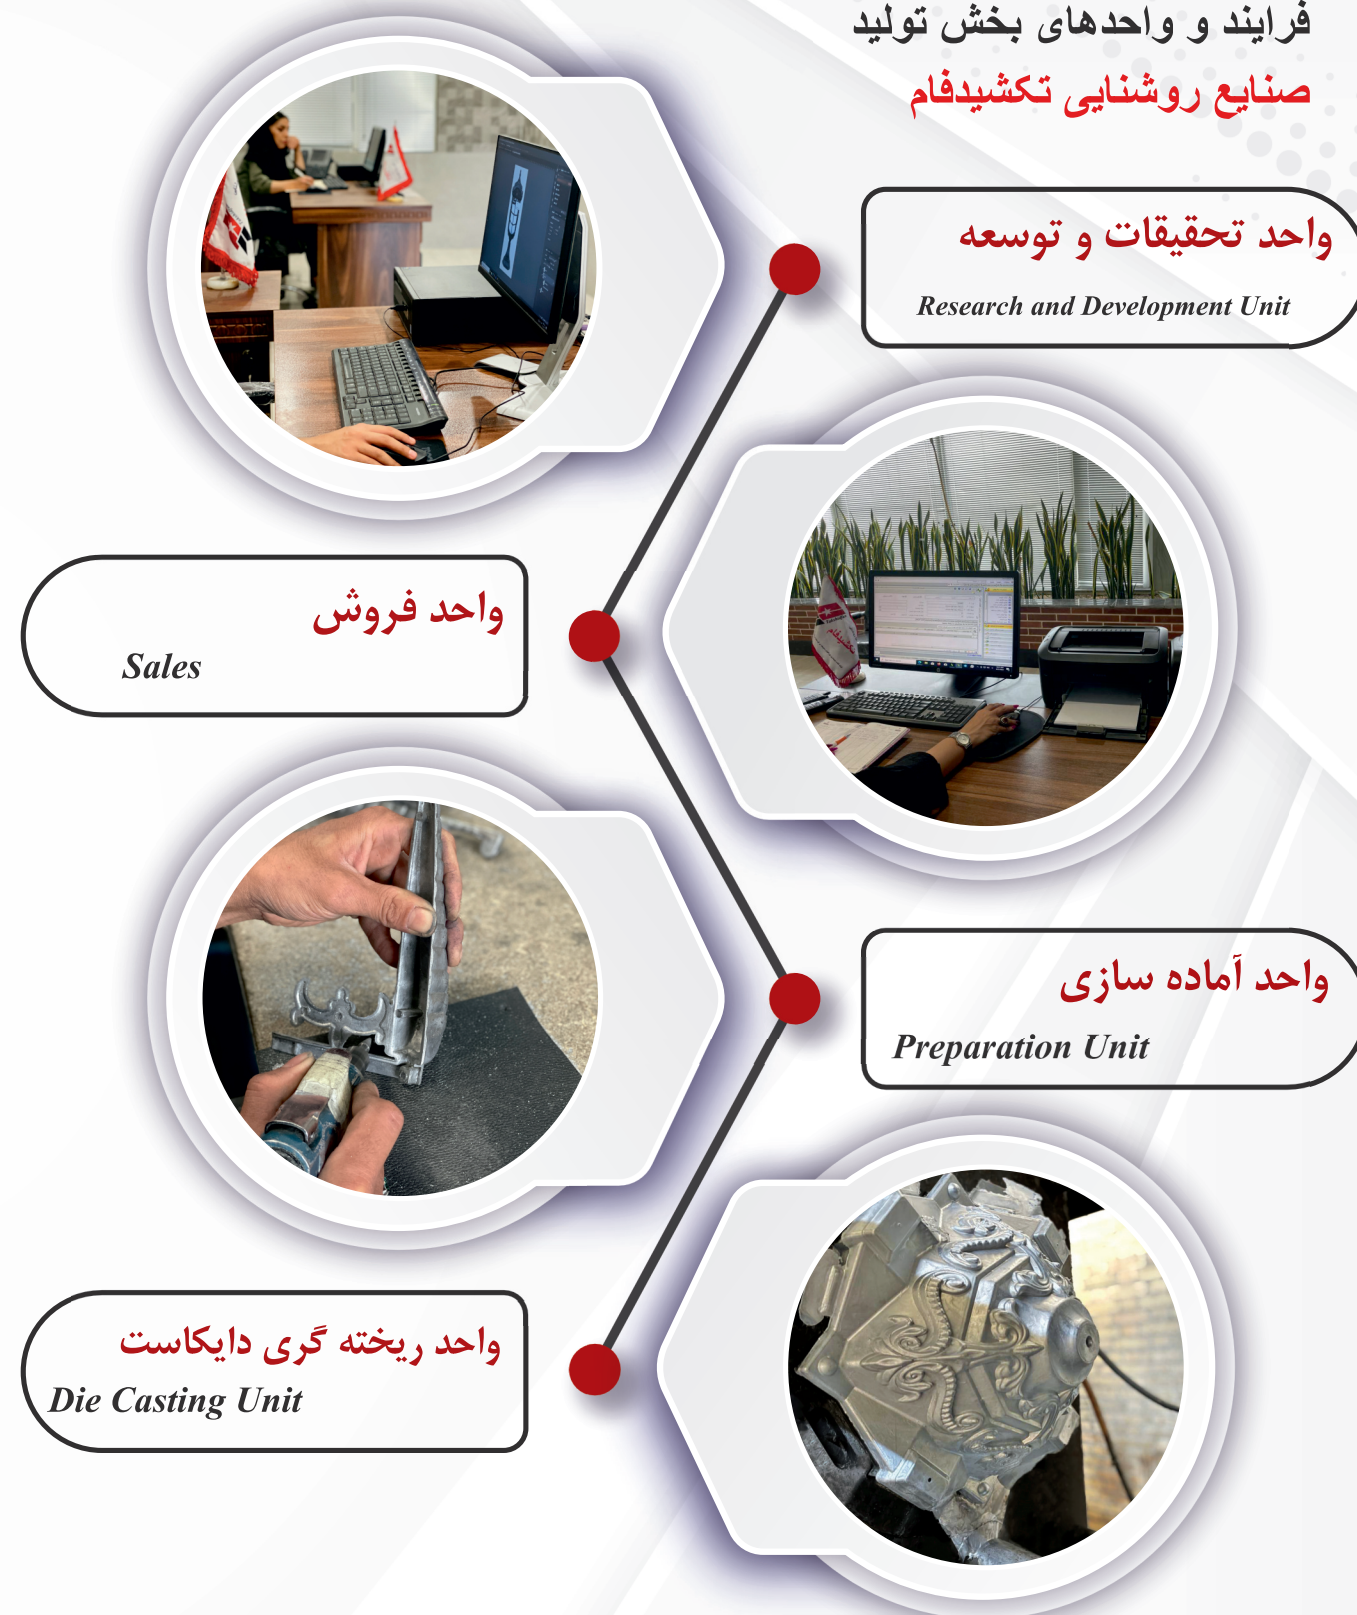 فرایند و واحدهای بخش تولید
صنایع روشنایی تکشیدفام
واحد تحقیقات و توسعه
Research and Development Unit
واحد فروش
Sales
واحد آماده سازی
Preparation Unit
واحد ریخته گری دایکاست
Die Casting Unit